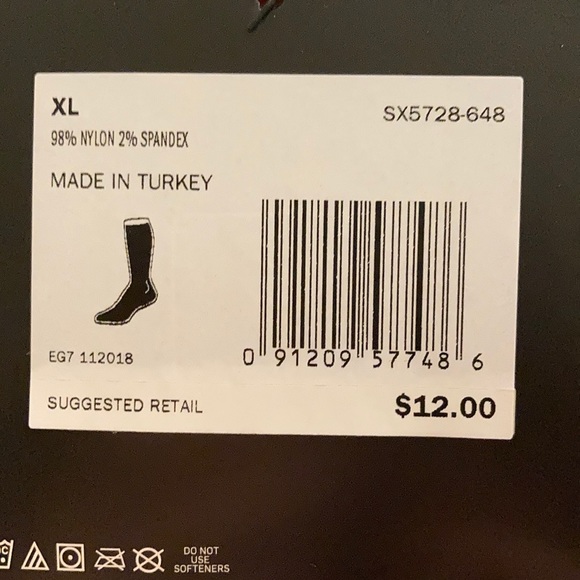 XL
SX5728-648
98% NYLON 2% SPANDEX
MADE IN TURKEY
EG7 112018
0 91209 57748 6
SUGGESTED RETAIL
$12.00
DO NOT
USE
SOFTENERS